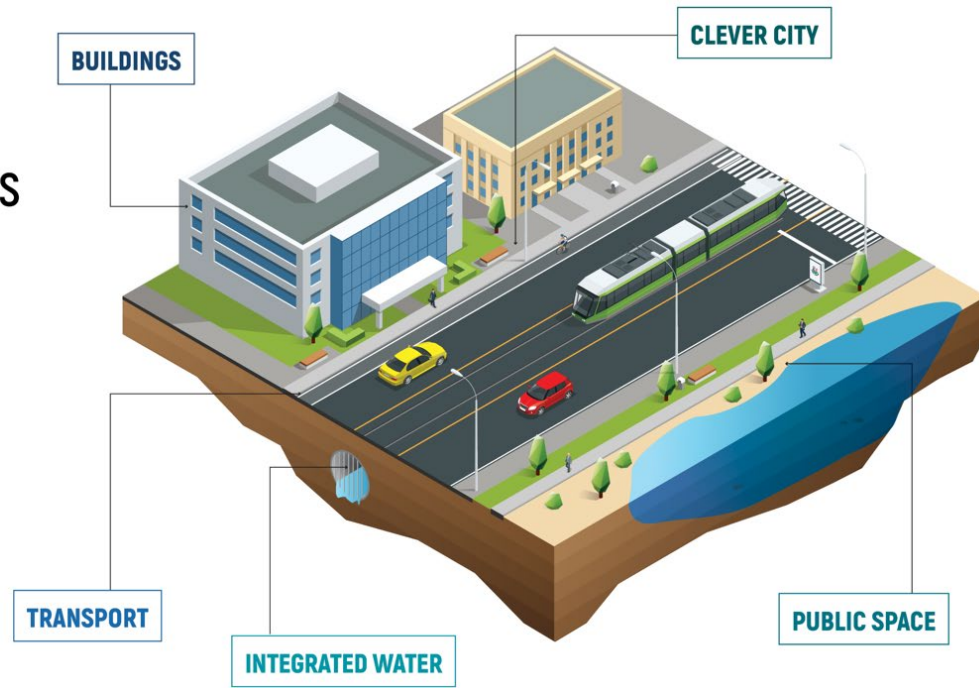 CLEVER CITY
BUILDINGS
S
TRANSPORT
PUBLIC SPACE
INTEGRATED WATER